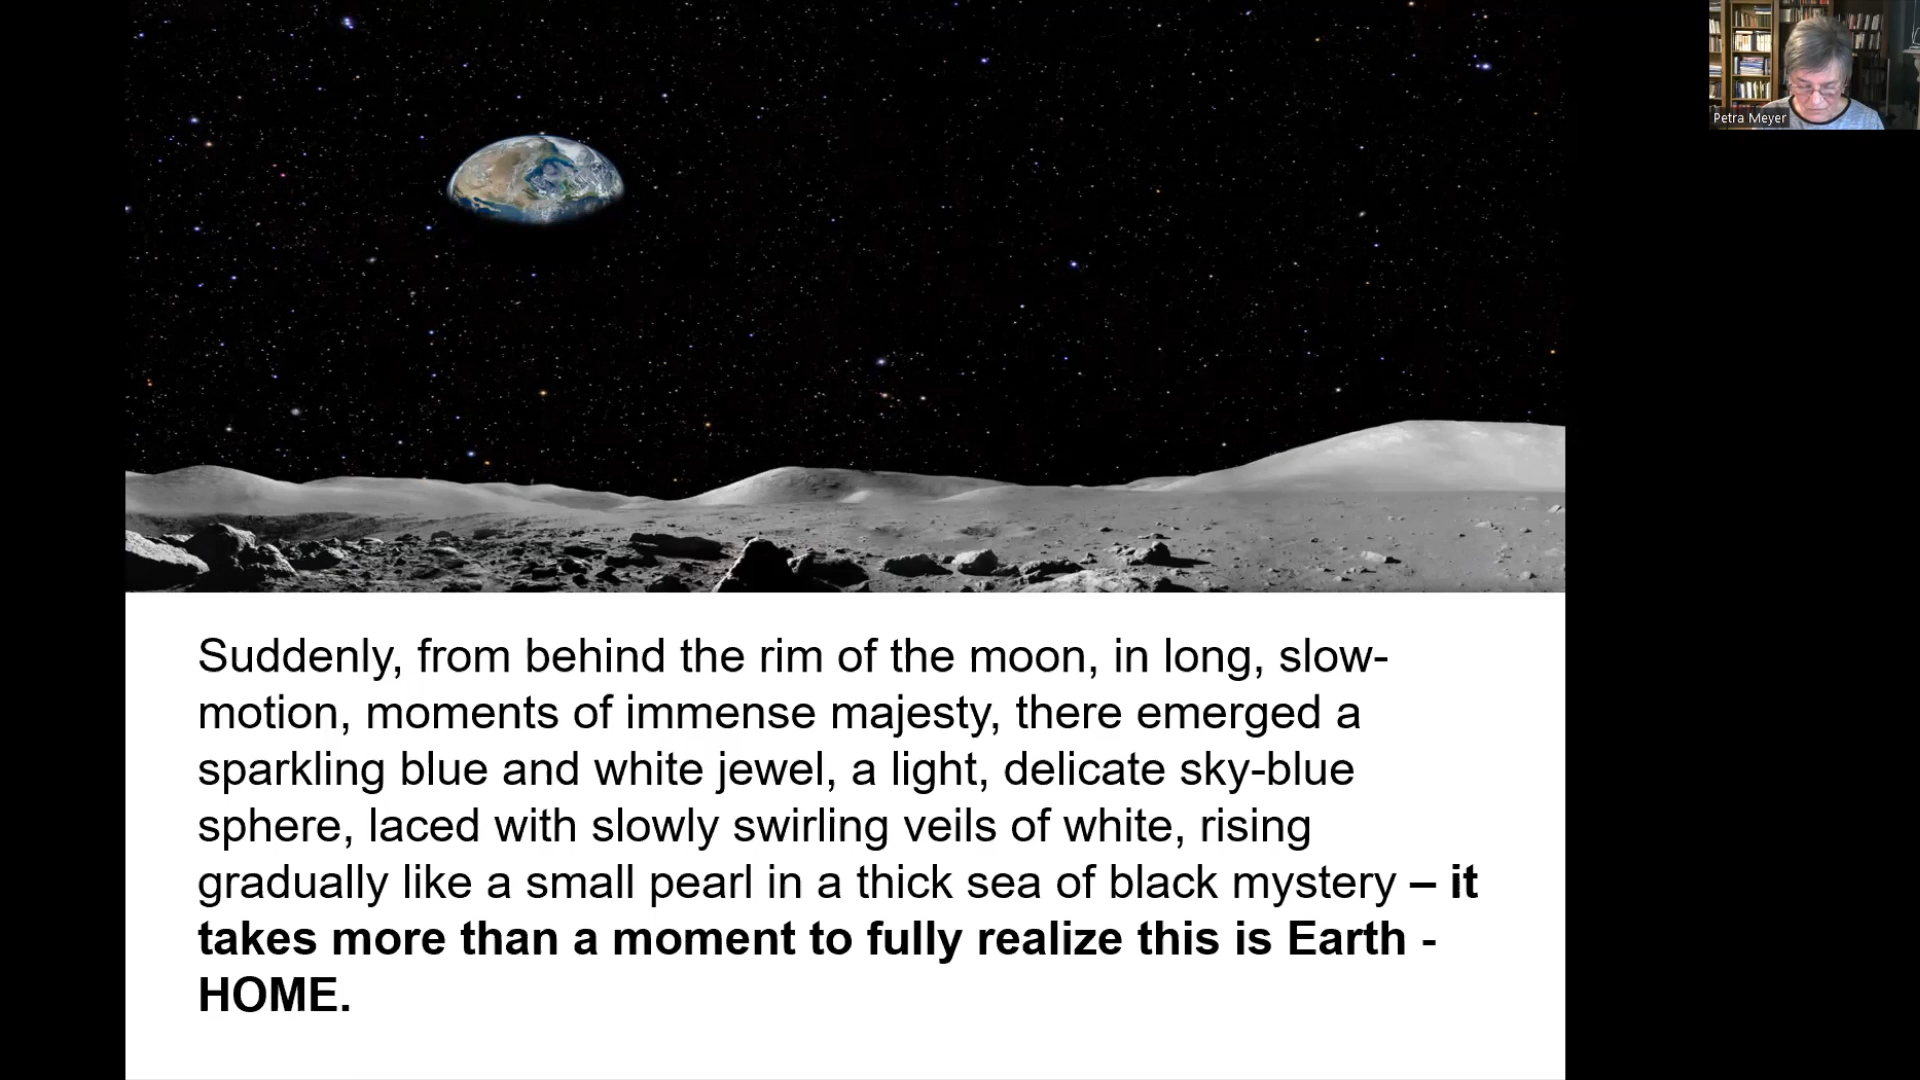 Petra Meyer
Suddenly, from behind the rim of the moon, in long, slow-
motion, moments of immense majesty, there emerged a
sparkling blue and white jewel, a light, delicate sky-blue
sphere, laced with slowly swirling veils of white, rising
gradually like a small pearl in a thick sea of black mystery – it
takes more than a moment to fully realize this is Earth -
HOME.